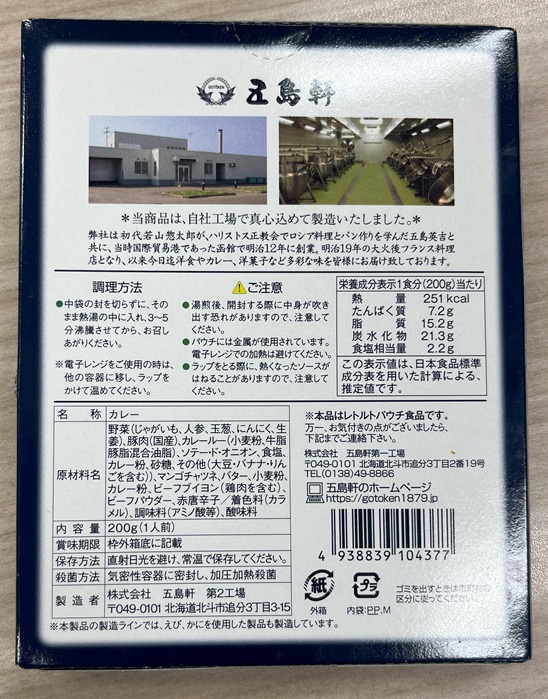 GOTOKEN
五島軒
＊当商品は、自社工場で真心込めて製造いたしました。＊
弊社は初代若山惣太郎が、ハリストス正教会でロシア料理とパン作りを学んだ五島英吉と
共に、当時国際貿易港であった函館で明治12年に創業。明治19年の大火後フランス料理
店となり、以来今日迄洋食やカレー、洋菓子など多彩な味を皆様にお届け致しております。
調理方法
●中袋の封を切らずに、その
まま熱湯の中に入れ、3〜5
分沸騰させてから、お召し
あがりください。
※電子レンジをご使用の時は、
他の容器に移し、ラップを
かけて温めてください。
⚠ご注意
●湯煎後、開封する際に中身が吹き
出す恐れがありますので、注意して
ください。
●パウチには金属が使用されています。
電子レンジでの加熱は避けてください。
●ラップをとる際に、熱くなったソースが
はねることがありますので、注意して
ください。
栄養成分表示1食分(200g)当たり
熱量 251kcal
たんぱく質 7.2g
脂質 15.2g
炭水化物 21.3g
食塩相当量 2.2g
この表示値は、日本食品標準
成分表を用いた計算による、
推定値です。
名称 カレー
原材料名 野菜(じゃがいも、人参、玉葱、にんにく、生
姜)、豚肉(国産)、カレールー(小麦粉、牛脂
豚脂混合油脂)、ソテー・ド・オニオン、食塩、
カレー粉、砂糖、その他(大豆・バナナ・りん
ごを含む))、マンゴチャツネ、バター、小麦粉、
カレー粉、ビーフブイヨン(鶏肉を含む)、ビ
ーフパウダー、赤唐辛子／着色料(カラ
メル)、調味料(アミノ酸等)、酸味料
内容量 200g(1人前)
賞味期限 枠外箱底に記載
保存方法 直射日光を避け、常温で保存してください。
殺菌方法 気密性容器に密封し、加圧加熱殺菌
製造者 株式会社 五島軒 第2工場
〒049-0101 北海道北斗市追分3丁目3-15
※本製品の製造ラインでは、えび、かにを使用した製品も製造しています。
※本品はレトルトパウチ食品です。
万一、お気付の点がございましたら、
下記までご連絡下さい。
株式会社 五島軒第一工場
〒049-0101 北海道北斗市追分3丁目2番19号
TEL(0138)49-8866
五島軒のホームページ
https://gotoken1879.jp
4 938839 104377
紙
外箱
プラ
内袋:PP,M
ゴミを出すときは市町村の
区分に従ってください。